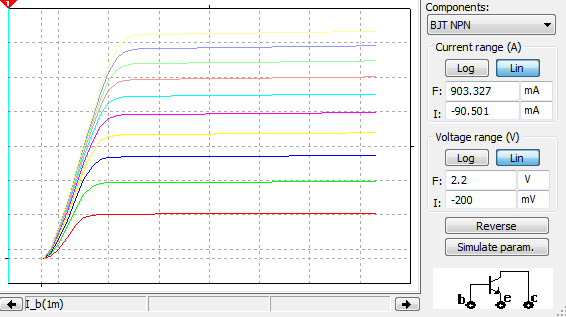 1
Components:
BJT NPN
Current range (A)
Log Lin
F: 903.327 mA
I: -90.501 mA
Voltage range (V)
Log Lin
F: 2.2 V
I: -200 mV
Reverse
Simulate param.
b e c
I_b(1m)